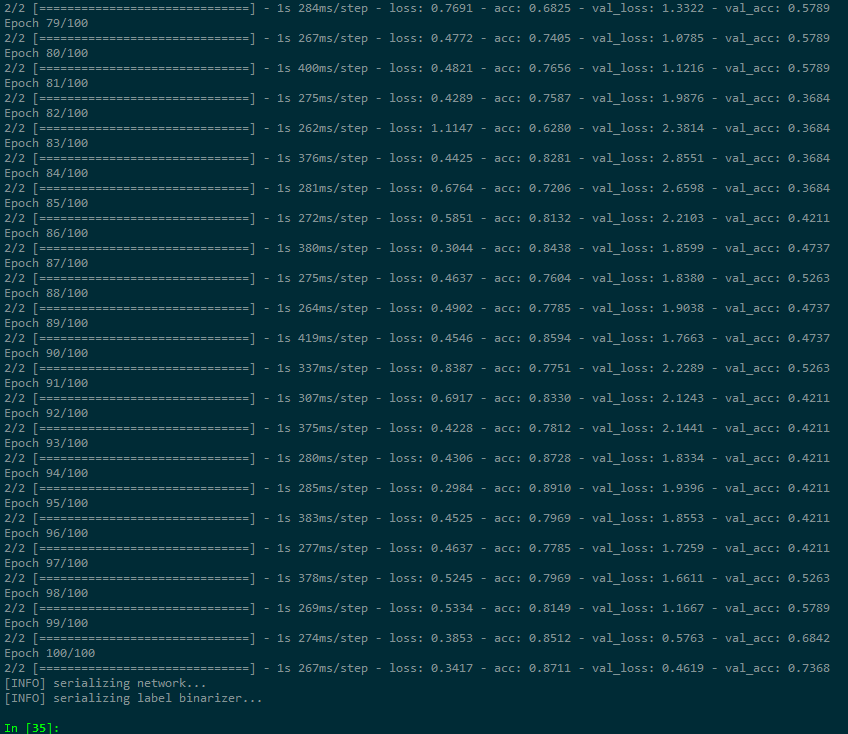 2/2 [==============================] - 1s 284ms/step - loss: 0.7691 - acc: 0.6825 - val_loss: 1.3322 - val_acc: 0.5789
Epoch 79/100
2/2 [==============================] - 1s 267ms/step - loss: 0.4772 - acc: 0.7405 - val_loss: 1.0785 - val_acc: 0.5789
Epoch 80/100
2/2 [==============================] - 1s 400ms/step - loss: 0.4821 - acc: 0.7656 - val_loss: 1.1216 - val_acc: 0.5789
Epoch 81/100
2/2 [==============================] - 1s 275ms/step - loss: 0.4289 - acc: 0.7587 - val_loss: 1.9876 - val_acc: 0.3684
Epoch 82/100
2/2 [==============================] - 1s 262ms/step - loss: 1.1147 - acc: 0.6280 - val_loss: 2.3814 - val_acc: 0.3684
Epoch 83/100
2/2 [==============================] - 1s 376ms/step - loss: 0.4425 - acc: 0.8281 - val_loss: 2.8551 - val_acc: 0.3684
Epoch 84/100
2/2 [==============================] - 1s 281ms/step - loss: 0.6764 - acc: 0.7206 - val_loss: 2.6598 - val_acc: 0.3684
Epoch 85/100
2/2 [==============================] - 1s 272ms/step - loss: 0.5851 - acc: 0.8132 - val_loss: 2.2103 - val_acc: 0.4211
Epoch 86/100
2/2 [==============================] - 1s 380ms/step - loss: 0.3044 - acc: 0.8438 - val_loss: 1.8599 - val_acc: 0.4737
Epoch 87/100
2/2 [==============================] - 1s 275ms/step - loss: 0.4637 - acc: 0.7604 - val_loss: 1.8380 - val_acc: 0.5263
Epoch 88/100
2/2 [==============================] - 1s 264ms/step - loss: 0.4902 - acc: 0.7785 - val_loss: 1.9038 - val_acc: 0.4737
Epoch 89/100
2/2 [==============================] - 1s 419ms/step - loss: 0.4546 - acc: 0.8594 - val_loss: 1.7663 - val_acc: 0.4737
Epoch 90/100
2/2 [==============================] - 1s 337ms/step - loss: 0.8387 - acc: 0.7751 - val_loss: 2.2289 - val_acc: 0.5263
Epoch 91/100
2/2 [==============================] - 1s 307ms/step - loss: 0.6917 - acc: 0.8330 - val_loss: 2.1243 - val_acc: 0.4211
Epoch 92/100
2/2 [==============================] - 1s 375ms/step - loss: 0.4228 - acc: 0.7812 - val_loss: 2.1441 - val_acc: 0.4211
Epoch 93/100
2/2 [==============================] - 1s 280ms/step - loss: 0.4306 - acc: 0.8728 - val_loss: 1.8334 - val_acc: 0.4211
Epoch 94/100
2/2 [==============================] - 1s 285ms/step - loss: 0.2984 - acc: 0.8910 - val_loss: 1.9396 - val_acc: 0.4211
Epoch 95/100
2/2 [==============================] - 1s 383ms/step - loss: 0.4525 - acc: 0.7969 - val_loss: 1.8553 - val_acc: 0.4211
Epoch 96/100
2/2 [==============================] - 1s 277ms/step - loss: 0.4637 - acc: 0.7785 - val_loss: 1.7259 - val_acc: 0.4211
Epoch 97/100
2/2 [==============================] - 1s 378ms/step - loss: 0.5245 - acc: 0.7969 - val_loss: 1.6611 - val_acc: 0.5263
Epoch 98/100
2/2 [==============================] - 1s 269ms/step - loss: 0.5334 - acc: 0.8149 - val_loss: 1.1667 - val_acc: 0.5789
Epoch 99/100
2/2 [==============================] - 1s 274ms/step - loss: 0.3853 - acc: 0.8512 - val_loss: 0.5763 - val_acc: 0.6842
Epoch 100/100
2/2 [==============================] - 1s 267ms/step - loss: 0.3417 - acc: 0.8711 - val_loss: 0.4619 - val_acc: 0.7368
[INFO] serializing network...
[INFO] serializing label binarizer...
In [35]: